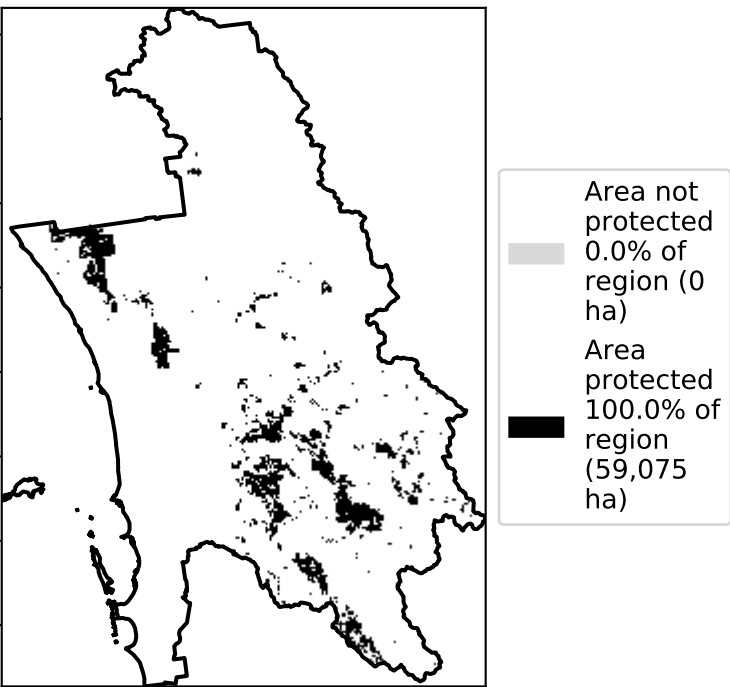 Area not
protected
0.0% of
region (0
ha)
Area
protected
100.0% of
region
(59,075
ha)